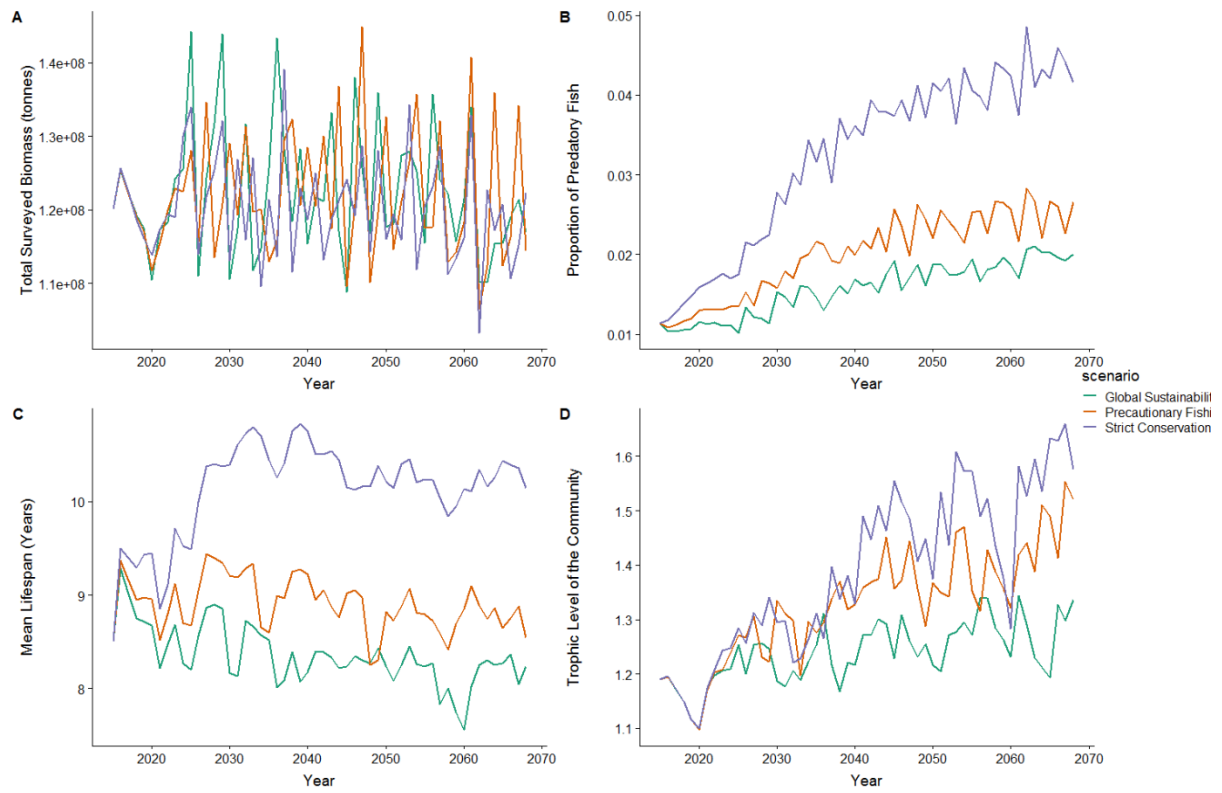 A
Total Surveyed Biomass (tonnes)
1.4e+08
1.3e+08
1.2e+08
1.1e+08
2020 2030 2040 2050 2060 2070
Year
B
Proportion of Predatory Fish
0.05
0.04
0.03
0.02
0.01
2020 2030 2040 2050 2060 2070
Year
C
Mean Lifespan (Years)
10
9
8
2020 2030 2040 2050 2060 2070
Year
D
Trophic Level of the Community
1.6
1.5
1.4
1.3
1.2
1.1
2020 2030 2040 2050 2060 2070
Year
scenario
Global Sustainabilit
Precautionary Fishi
Strict Conservation